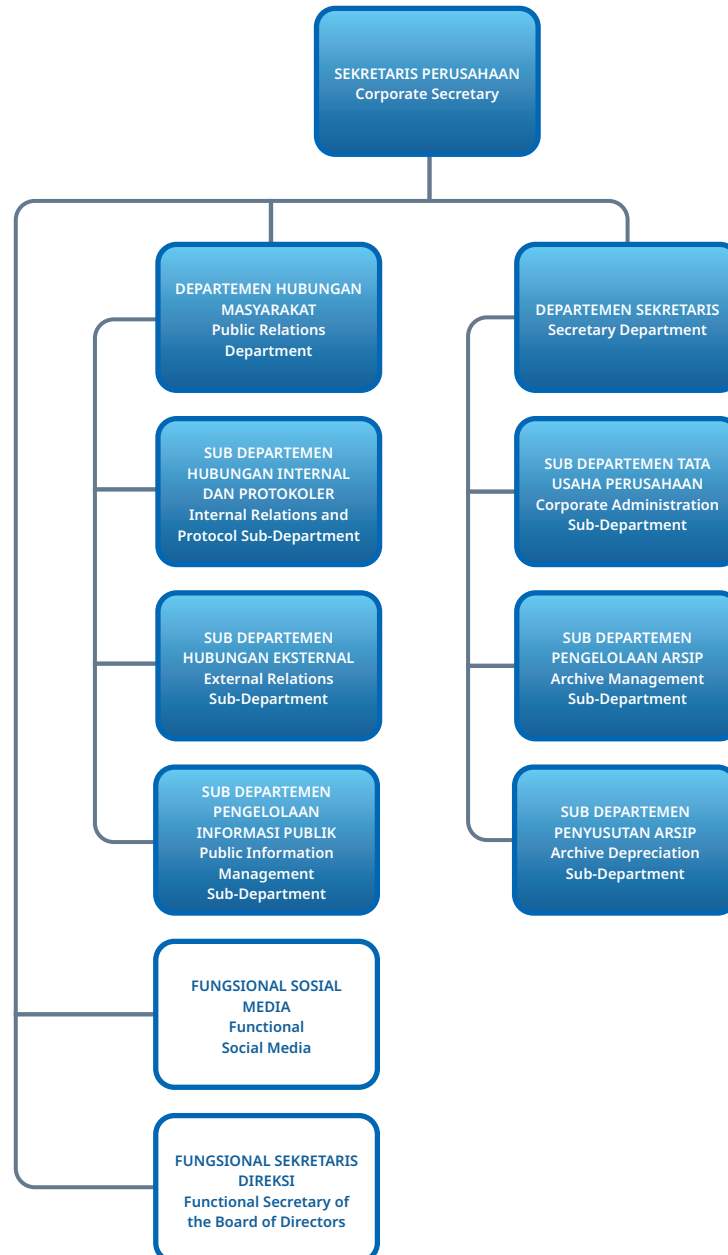 SEKRETARIS PERUSAHAAN
Corporate Secretary
DEPARTEMEN HUBUNGAN
MASYARAKAT
Public Relations
Department
SUB DEPARTEMEN
HUBUNGAN INTERNAL
DAN PROTOKOLER
Internal Relations and
Protocol Sub-Department
SUB DEPARTEMEN
HUBUNGAN EKSTERNAL
External Relations
Sub-Department
SUB DEPARTEMEN
PENGELOLAAN
INFORMASI PUBLIK
Public Information
Management
Sub-Department
FUNGSIONAL SOSIAL
MEDIA
Functional
Social Media
FUNGSIONAL SEKRETARIS
DIREKSI
Functional Secretary of
the Board of Directors
DEPARTEMEN SEKRETARIS
Secretary Department
SUB DEPARTEMEN TATA
USAHA PERUSAHAAN
Corporate Administration
Sub-Department
SUB DEPARTEMEN
PENGELOLAAN ARSIP
Archive Management
Sub-Department
SUB DEPARTEMEN
PENYUSUTAN ARSIP
Archive Depreciation
Sub-Department